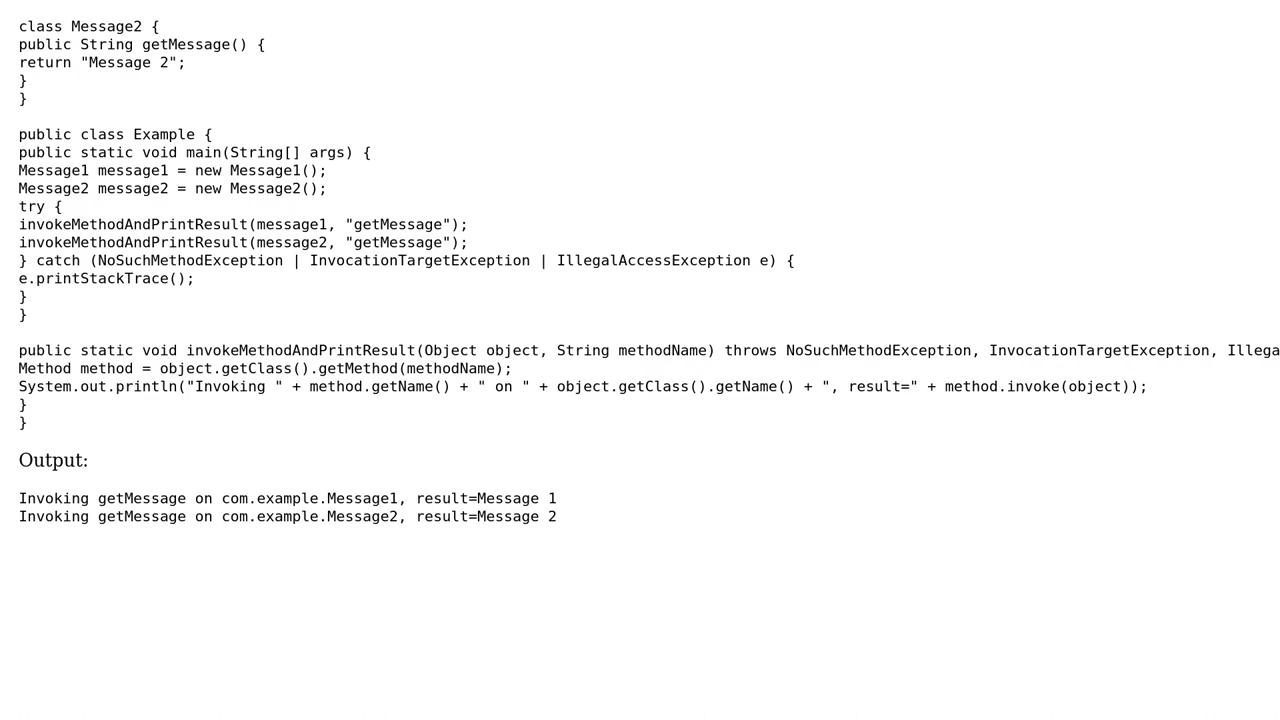 class Message2 {
public String getMessage() {
return "Message 2";
}
}
public class Example {
public static void main(String[] args) {
Message1 message1 = new Message1();
Message2 message2 = new Message2();
try {
invokeMethodAndPrintResult(message1, "getMessage");
invokeMethodAndPrintResult(message2, "getMessage");
} catch (NoSuchMethodException | InvocationTargetException | IllegalAccessException e) {
e.printStackTrace();
}
}
public static void invokeMethodAndPrintResult(Object object, String methodName) throws NoSuchMethodException, InvocationTargetException,
Method method = object.getClass().getMethod(methodName);
System.out.println("Invoking " + method.getName() + " on " + object.getClass().getName() + ", result=" + method.invoke(object));
}
}
Output:
Invoking getMessage on com.example.Message1, result=Message 1
Invoking getMessage on com.example.Message2, result=Message 2